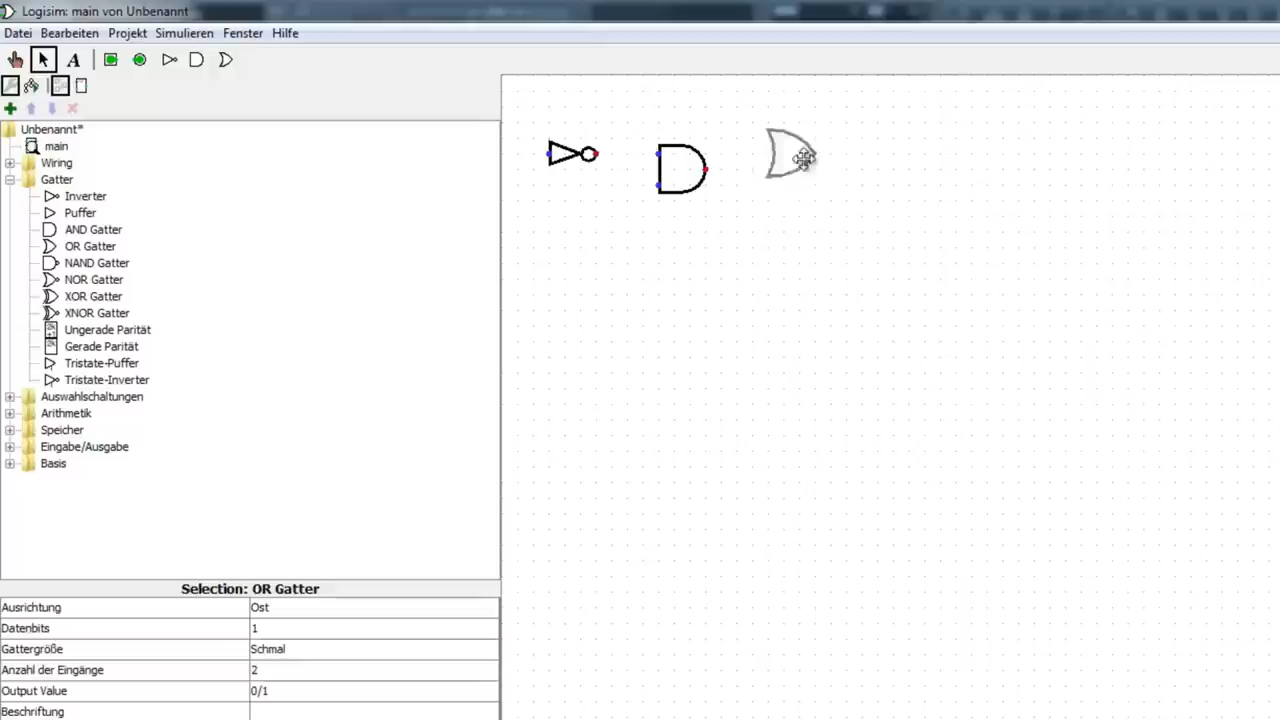 Logisim: main von Unbenannt
Datei Bearbeiten Projekt Simulieren Fenster Hilfe
A
Unbenannt*
main
Wiring
Gatter
Inverter
Puffer
AND Gatter
OR Gatter
NAND Gatter
NOR Gatter
XOR Gatter
XNOR Gatter
Ungerade Parität
Gerade Parität
Tristate-Puffer
Tristate-Inverter
Auswahlschaltungen
Arithmetik
Speicher
Eingabe/Ausgabe
Basis
Selection: OR Gatter
Ausrichtung Ost
Datenbits 1
Gattergröße Schmal
Anzahl der Eingänge 2
Output Value 0/1
Beschriftung